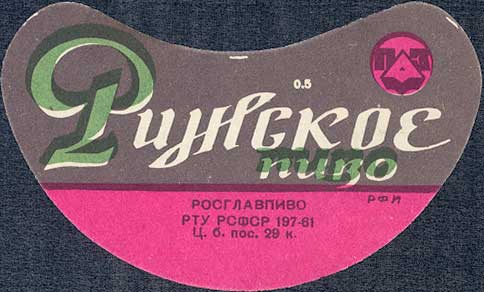 0.5
Рижское
пиво
РФИ
РОСГЛАВПИВО
РТУ РСФСР 197-61
Ц. б. пос. 29 к.